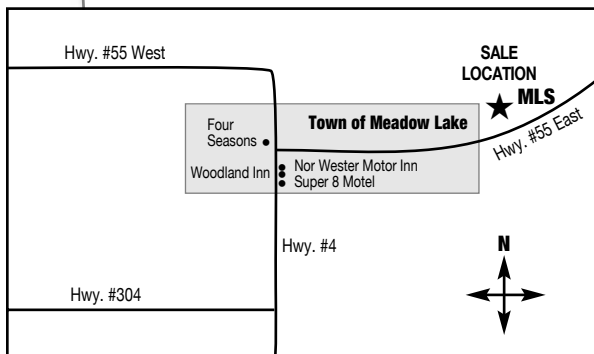 Hwy. #55 West
SALE
LOCATION
MLS
Hwy. #55 East
Town of Meadow Lake
Four
Seasons
Woodland Inn
Nor Wester Motor Inn
Super 8 Motel
Hwy. #4
N
Hwy. #304